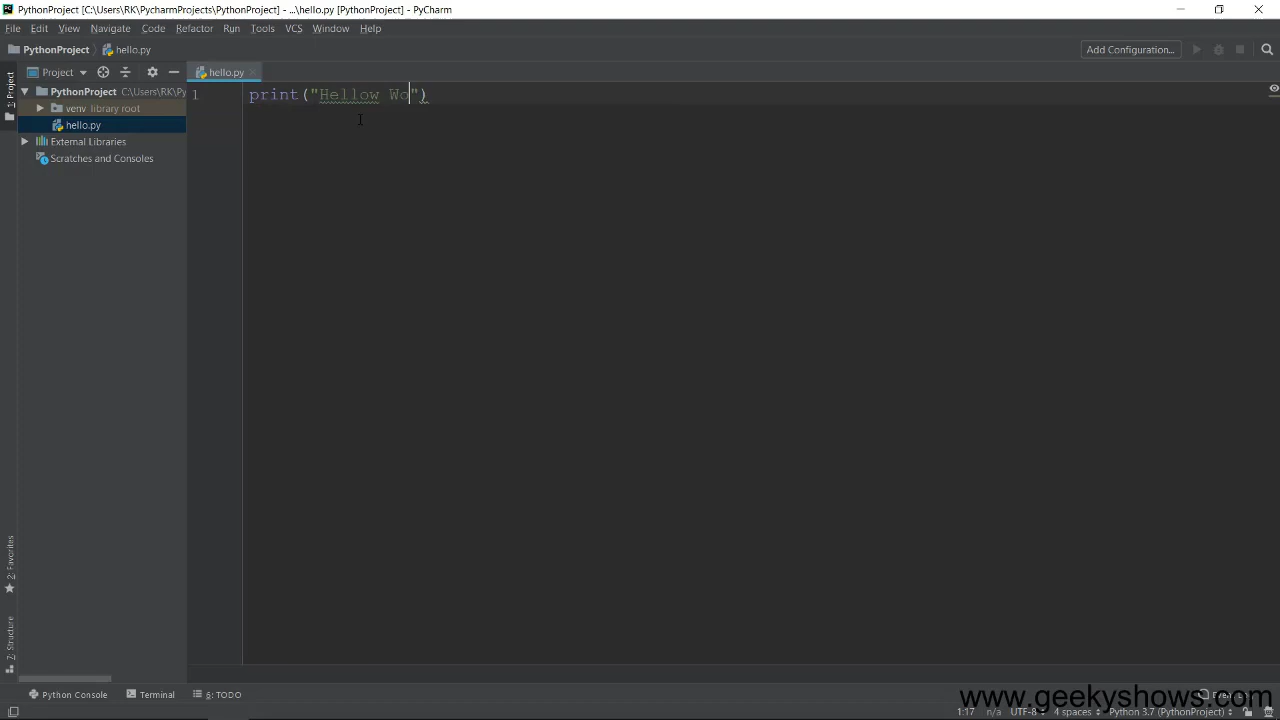 PythonProject [C:\Users\RK\PycharmProjects\PythonProject] - ...\hello.py [PythonProject] - PyCharm
File Edit View Navigate Code Refactor Run Tools VCS Window Help
PythonProject hello.py Add Configuration...
1: Project
Project hello.py
PythonProject C:\Users\RK\Py
venv library root
hello.py
External Libraries
Scratches and Consoles
1 print("Hellow Wo")
2: Favorites
Z: Structure
Python Console Terminal 6: TODO
www.geekyshows.com
1:17 n/a UTF-8 4 spaces Python 3.7 (PythonProject)